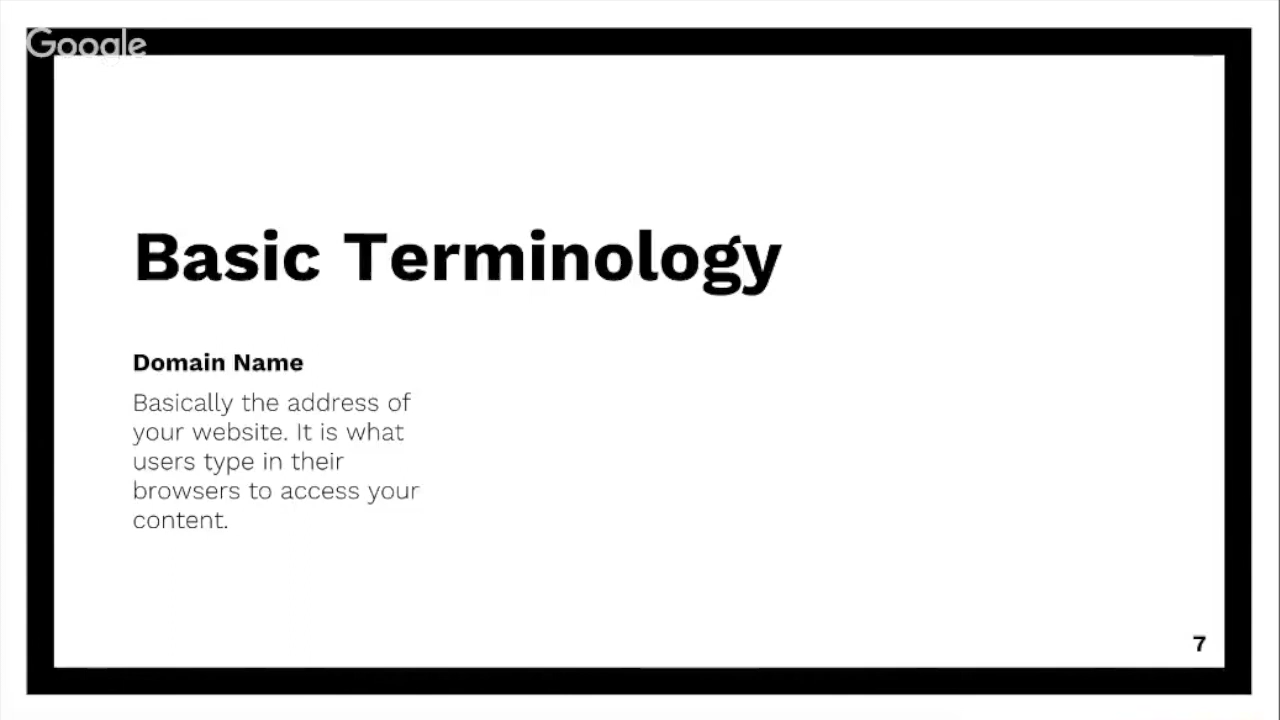 Google
Basic Terminology
Domain Name
Basically the address of
your website. It is what
users type in their
browsers to access your
content.
7